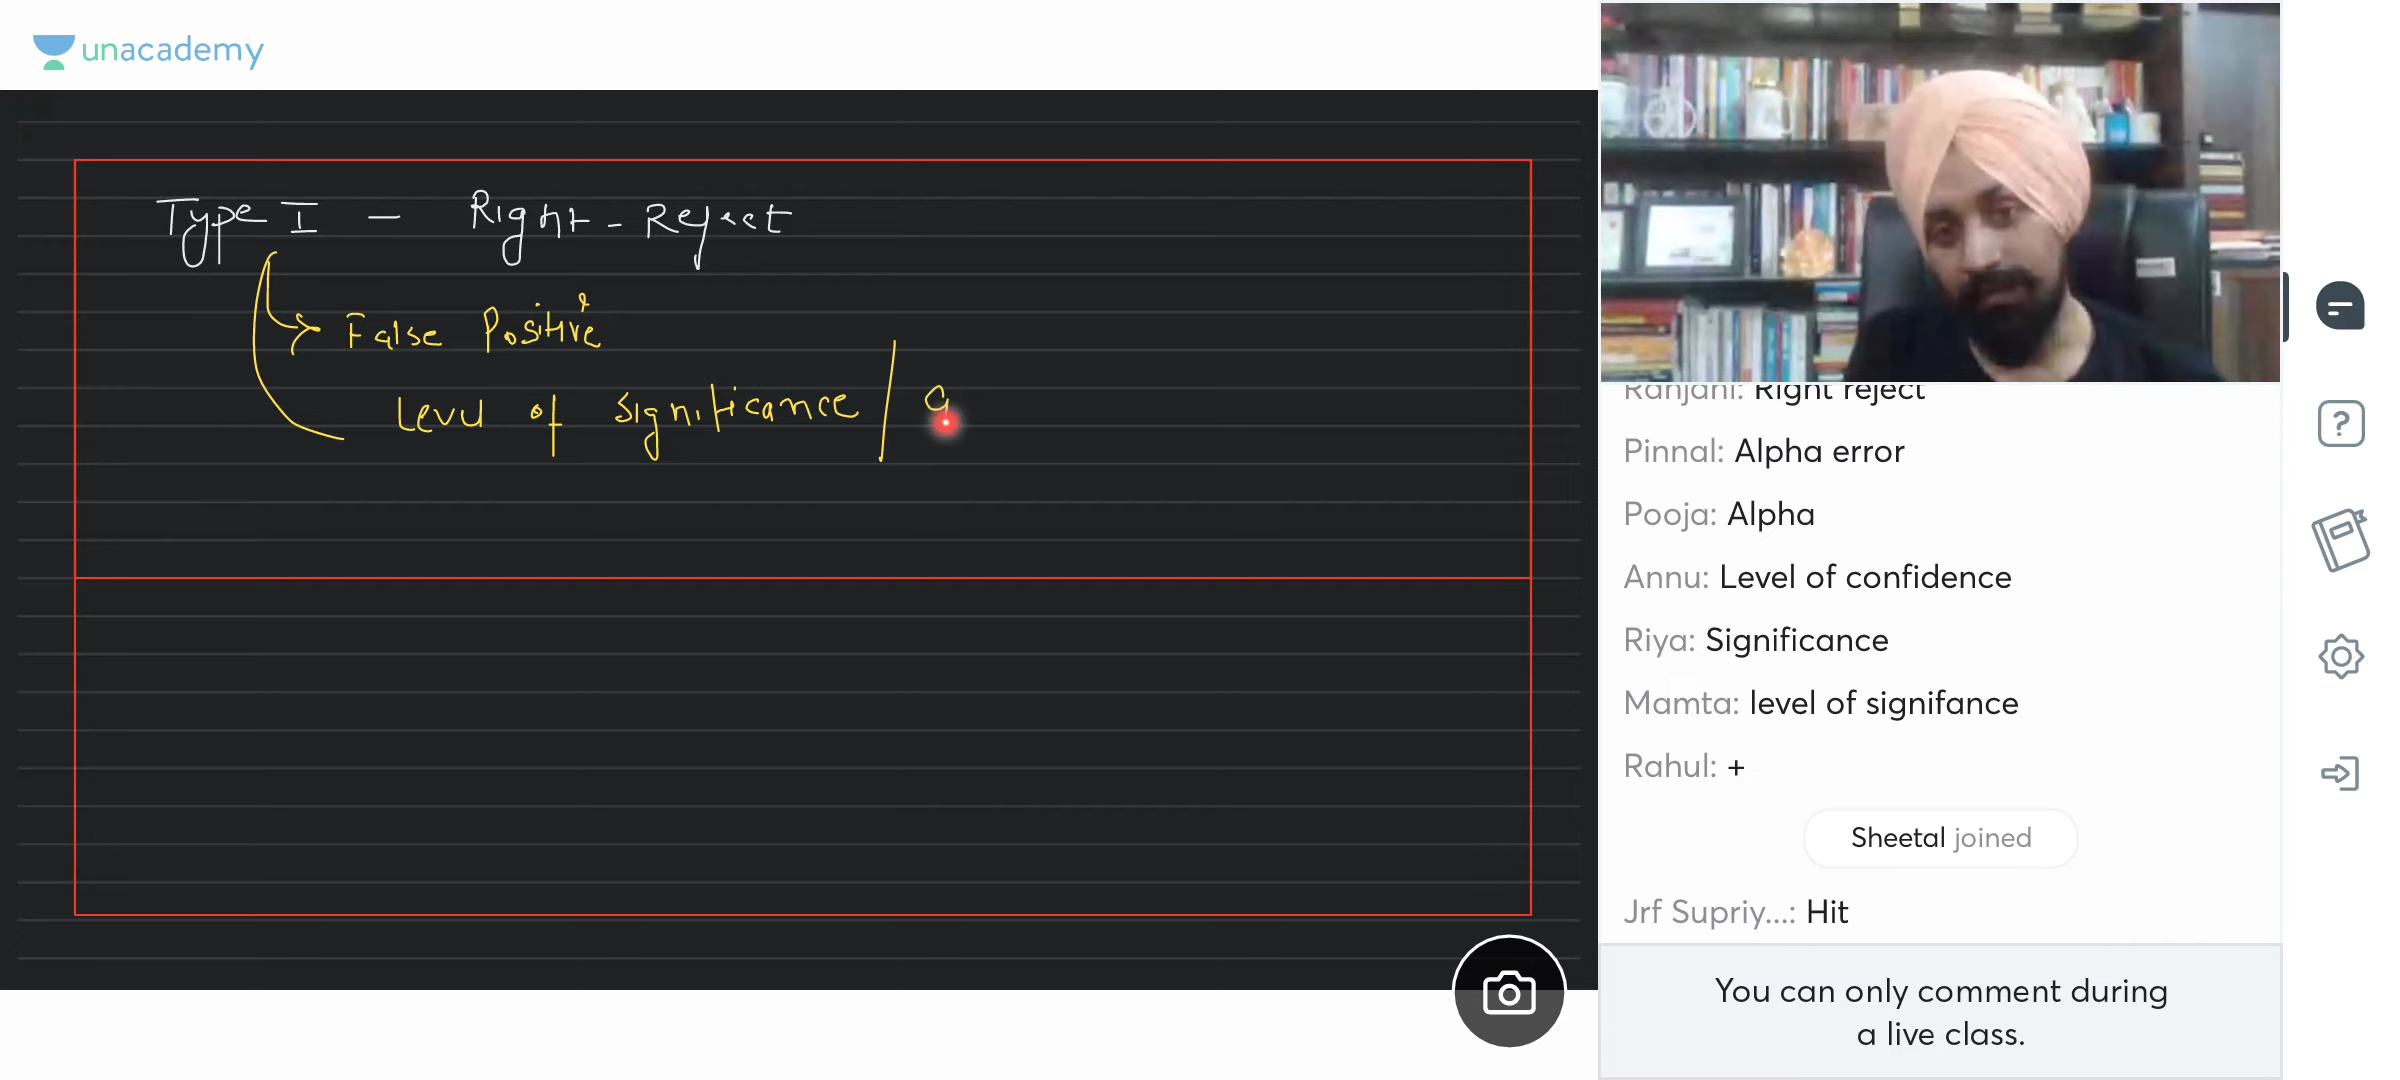 unacademy
Type I - Right - Reject
False Positive
Level of Significance /
Ranjani: Right reject
Pinnal: Alpha error
Pooja: Alpha
Annu: Level of confidence
Riya: Significance
Mamta: level of signifance
Rahul: +
Sheetal joined
Jrf Supriy...: Hit
You can only comment during
a live class.